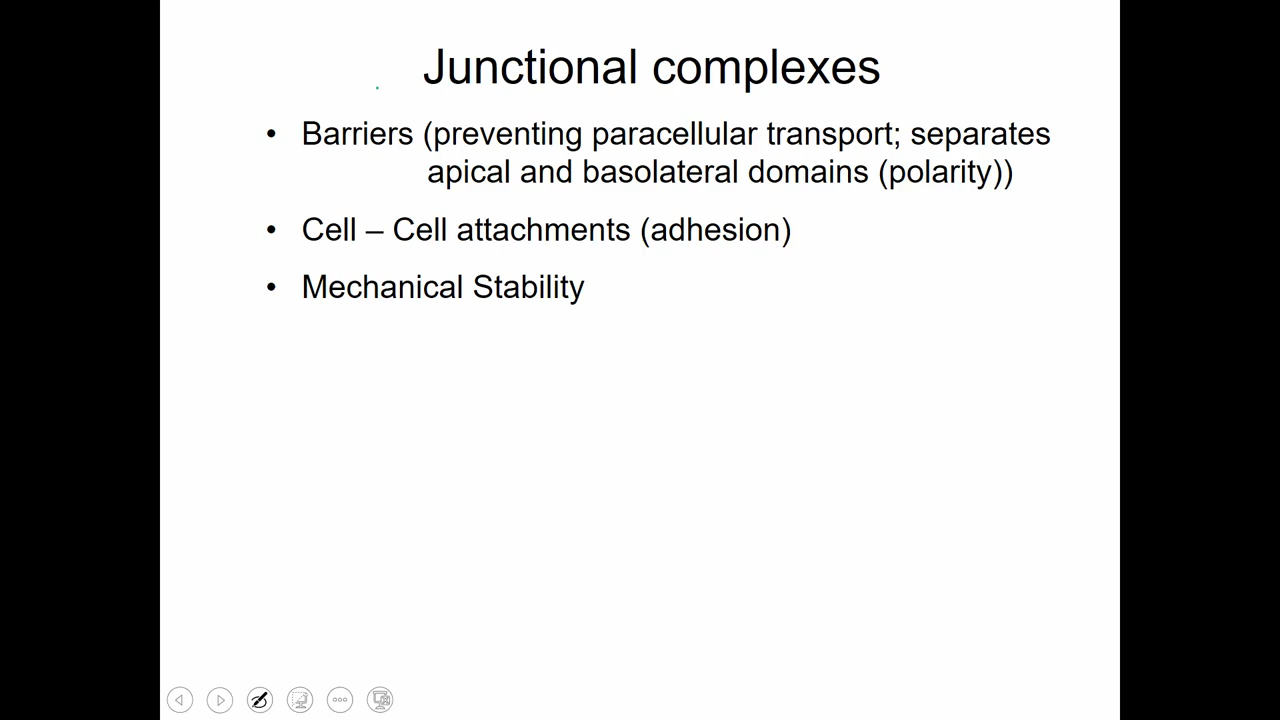 Junctional complexes
• Barriers (preventing paracellular transport; separates
apical and basolateral domains (polarity))
• Cell – Cell attachments (adhesion)
• Mechanical Stability